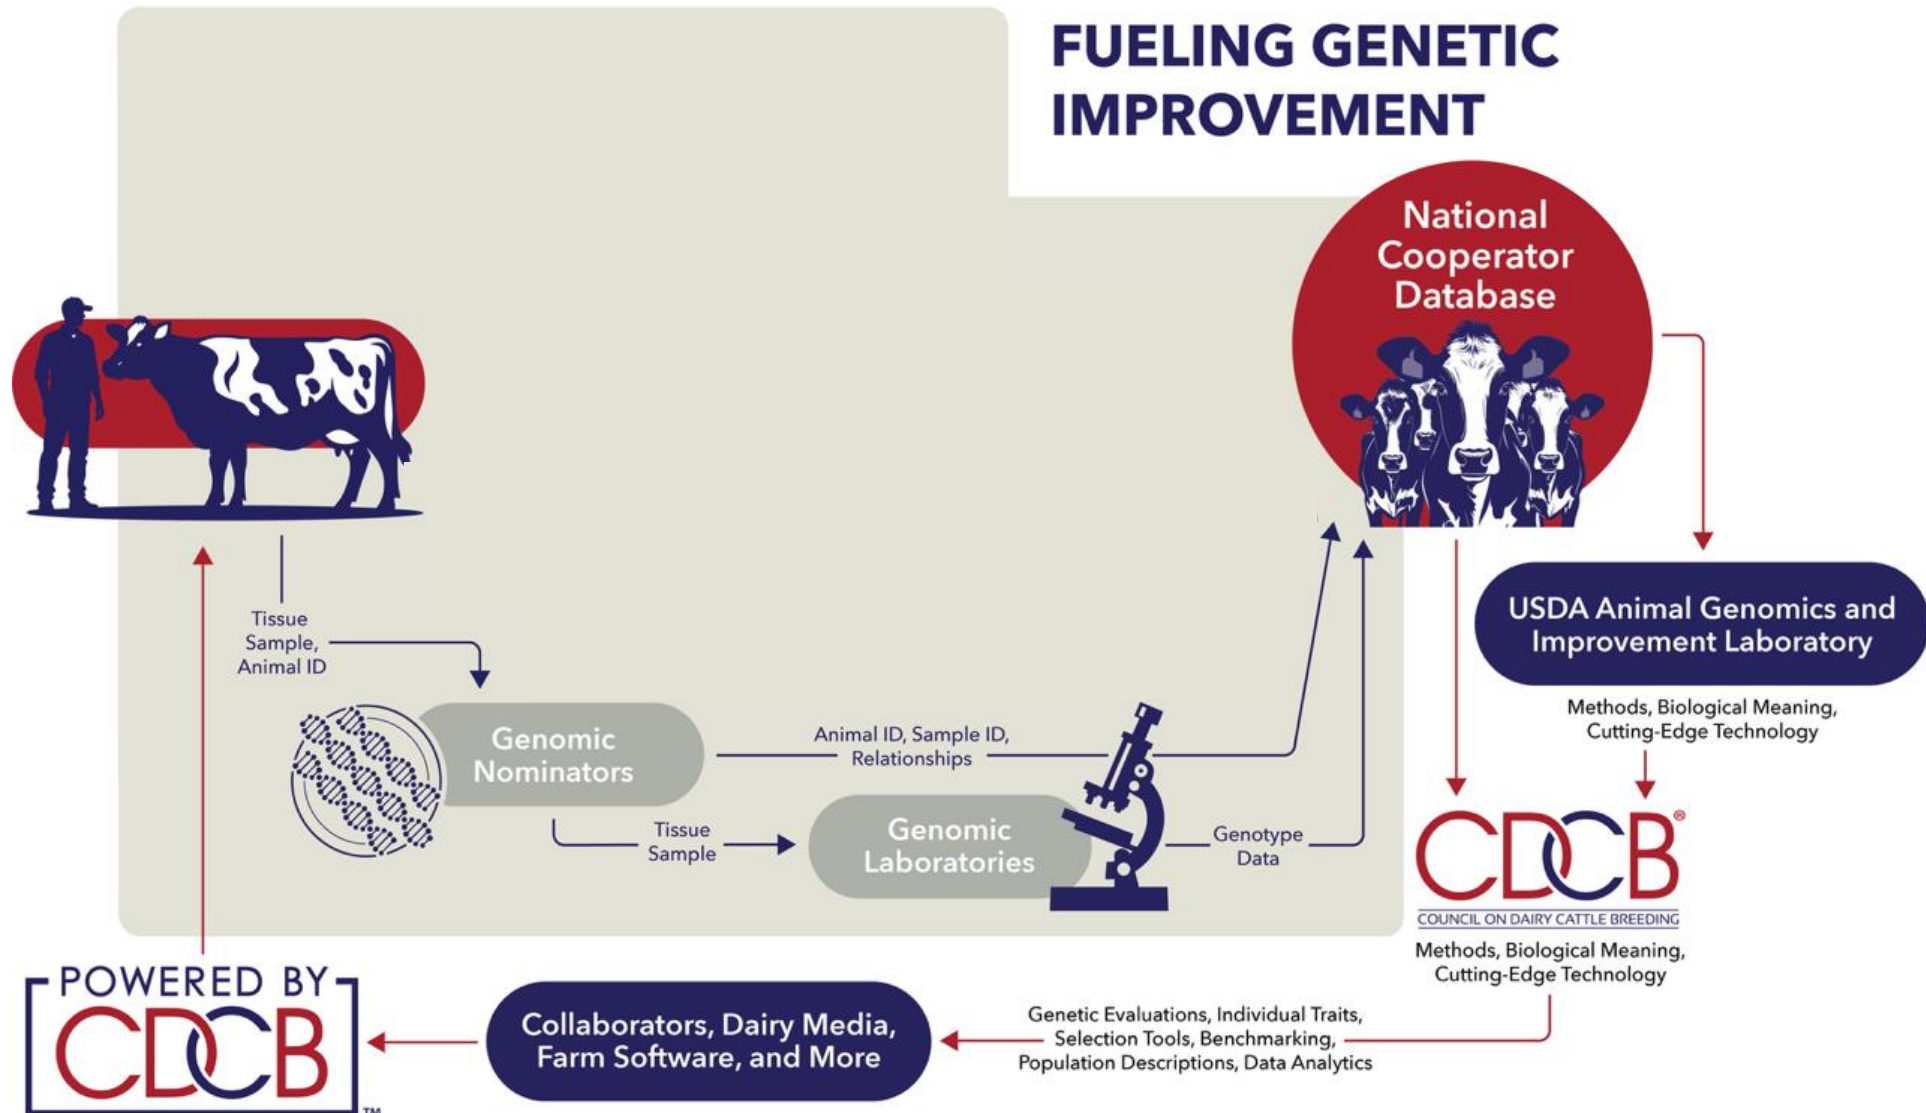 FUELING GENETIC
IMPROVEMENT
National
Cooperator
Database
USDA Animal Genomics and
Improvement Laboratory
Methods, Biological Meaning,
Cutting-Edge Technology
Tissue
Sample,
Animal ID
Genomic
Nominators
Animal ID, Sample ID,
Relationships
Tissue
Sample
Genomic
Laboratories
Genotype
Data
CDCB®
COUNCIL ON DAIRY CATTLE BREEDING
Methods, Biological Meaning,
Cutting-Edge Technology
Genetic Evaluations, Individual Traits,
Selection Tools, Benchmarking,
Population Descriptions, Data Analytics
Collaborators, Dairy Media,
Farm Software, and More
POWERED BY
CDCB
TM